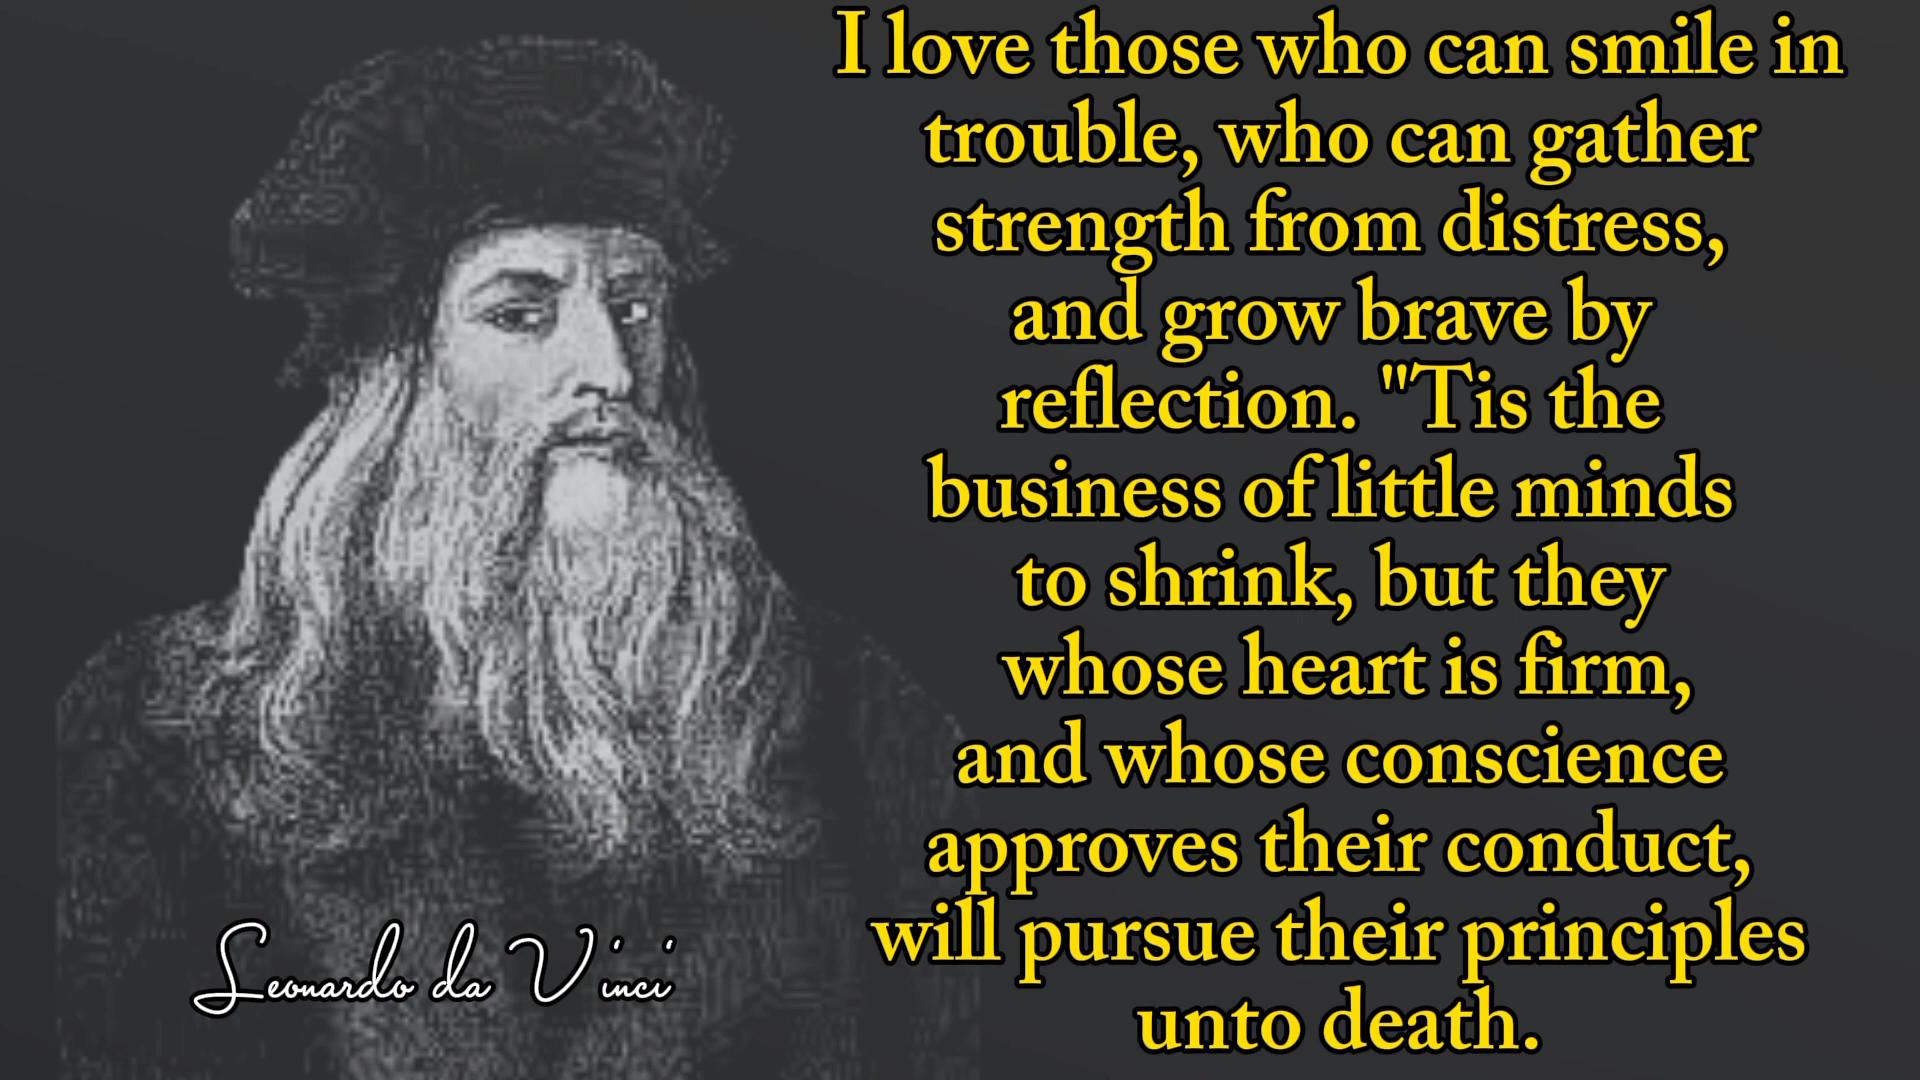 I love those who can smile in
trouble, who can gather
strength from distress,
and grow brave by
reflection. "Tis the
business of little minds
to shrink, but they
whose heart is firm,
and whose conscience
approves their conduct,
will pursue their principles
unto death.
Leonardo da Vinci